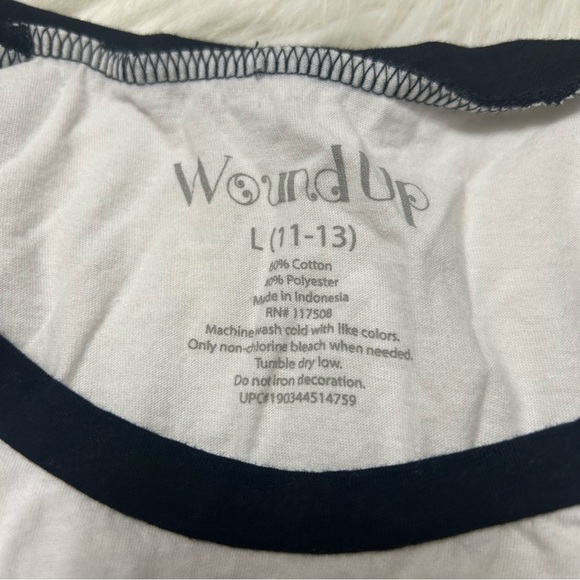 Wound Up
L (11-13)
60% Cotton
40% Polyester
Made in Indonesia
RN# 117508
Machine wash cold with like colors.
Only non-chlorine bleach when needed.
Tumble dry low.
Do not iron decoration.
UPC#190344514759